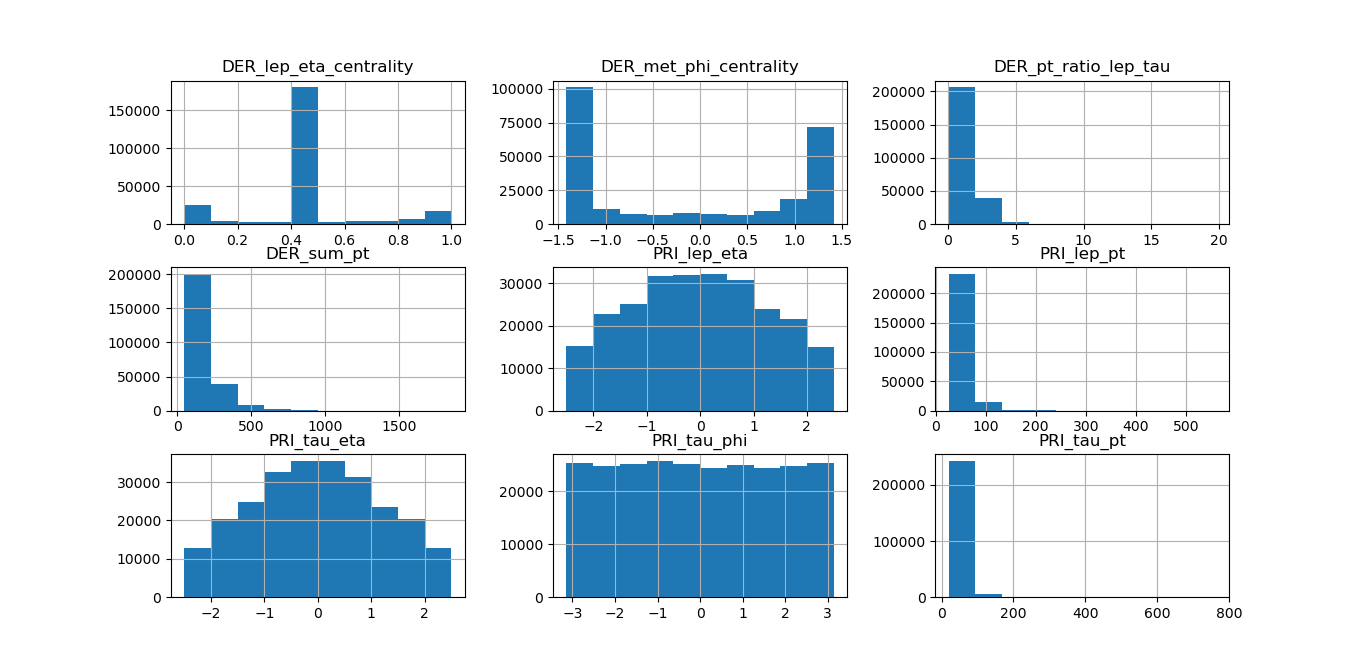 DER_lep_eta_centrality DER_met_phi_centrality DER_pt_ratio_lep_tau
150000 100000 50000 0
0.0 0.2 0.4 0.6 0.8 1.0
100000 75000 50000 25000 0
−1.5 −1.0 −0.5 0.0 0.5 1.0 1.5
200000 150000 100000 50000 0
0 5 10 15 20
DER_sum_pt PRI_lep_eta PRI_lep_pt
200000 150000 100000 50000 0
0 500 1000 1500
30000 20000 10000 0
−2 −1 0 1 2
200000 150000 100000 50000 0
0 100 200 300 400 500
PRI_tau_eta PRI_tau_phi PRI_tau_pt
30000 20000 10000 0
−2 −1 0 1 2
20000 10000 0
−3 −2 −1 0 1 2 3
200000 100000 0
0 200 400 600 800